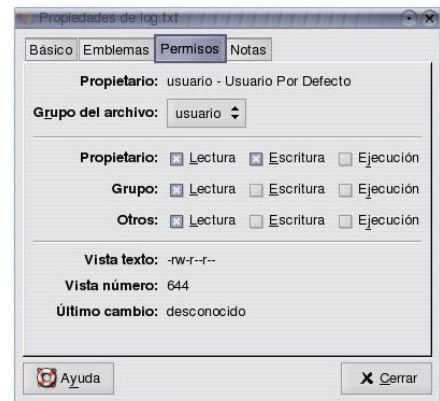 Propiedades de log.txt
Básico Emblemas Permisos Notas
Propietario: usuario - Usuario Por Defecto
Grupo del archivo: usuario
Propietario: Lectura Escritura Ejecución
Grupo: Lectura Escritura Ejecución
Otros: Lectura Escritura Ejecución
Vista texto: -rw-r--r--
Vista número: 644
Último cambio: desconocido
Ayuda Cerrar